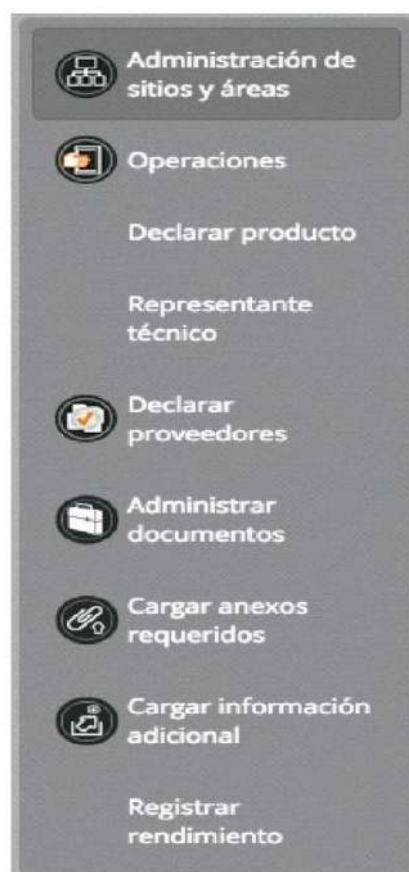 Administración de
sitios y áreas
Operaciones
Declarar producto
Representante
técnico
Declarar
proveedores
Administrar
documentos
Cargar anexos
requeridos
Cargar información
adicional
Registrar
rendimiento